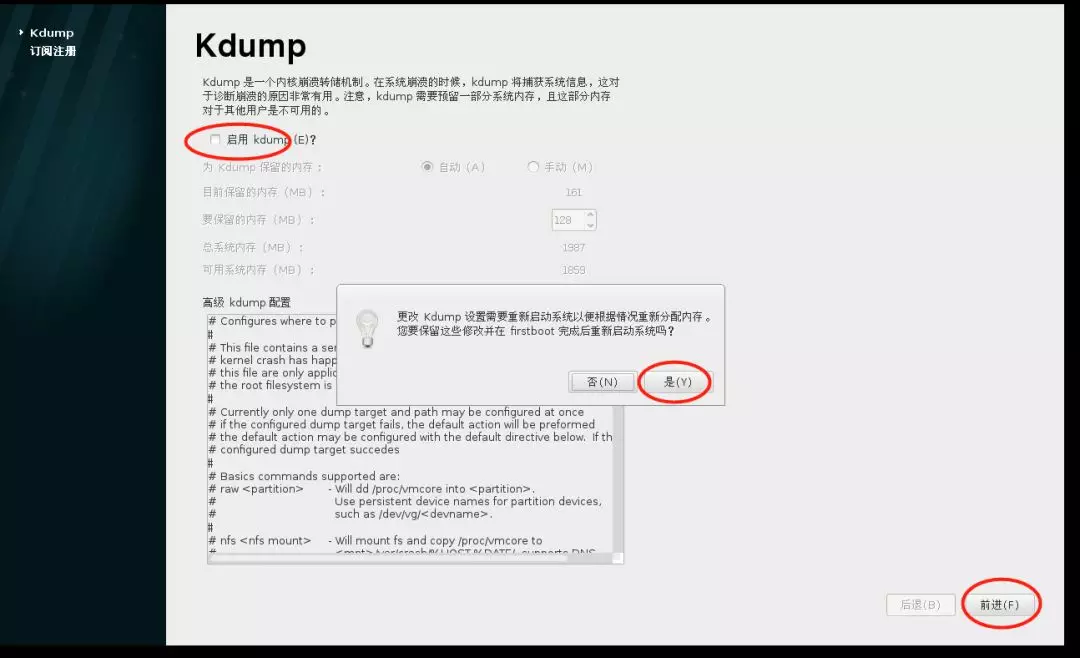 Kdump
订阅注册
Kdump
Kdump 是一个内核崩溃转储机制。在系统崩溃的时候，kdump 将捕获系统信息，这对
于诊断崩溃的原因非常有用。注意，kdump 需要预留一部分系统内存，且这部分内存
对于其他用户是不可用的。
启用 kdump (E)?
为 Kdump 保留的内存： 自动（A） 手动（M）
目前保留的内存（MB）： 161
要保留的内存（MB）： 128
总系统内存（MB）： 1987
可用系统内存（MB）： 1859
高级 kdump 配置
# Configures where to p
#
# This file contains a ser
# kernel crash has happ
# this file are only applic
# the root filesystem is
#
# Currently only one dump target and path may be configured at once
# if the configured dump target fails, the default action will be preformed
# the default action may be configured with the default directive below.  If th
# configured dump target succedes
#
# Basics commands supported are:
# raw <partition> - Will dd /proc/vmcore into <partition>.
# Use persistent device names for partition devices,
# such as /dev/vg/<devname>.
#
# nfs <nfs mount> - Will mount fs and copy /proc/vmcore to
# <mnt>/var/crash/%HOST-%DATE/, supports DNS.
更改 Kdump 设置需要重新启动系统以便根据情况重新分配内存。
您要保留这些修改并在 firstboot 完成后重新启动系统吗？
否(N) 是(Y)
后退(B) 前进(F)